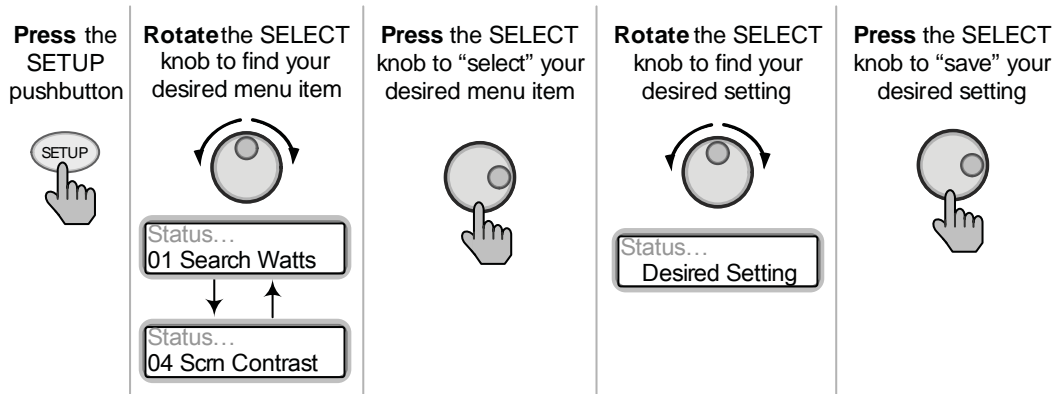 Press the
SETUP
pushbutton
SETUP
Rotate the SELECT
knob to find your
desired menu item
Status...
01 Search Watts
Status...
04 Scrn Contrast
Press the SELECT
knob to “select” your
desired menu item
Rotate the SELECT
knob to find your
desired setting
Status...
Desired Setting
Press the SELECT
knob to “save” your
desired setting